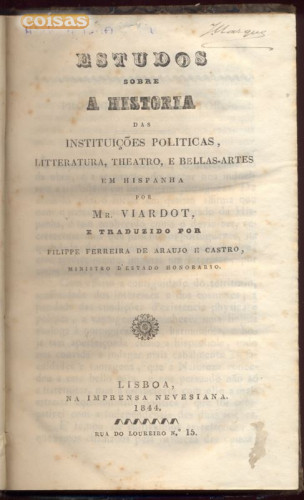 coisas
JMarques
ESTUDOS
SOBRE
A HISTORIA
DAS
INSTITUIÇÕES POLITICAS,
LITTERATURA, THEATRO, E BELLAS-ARTES
EM HISPANHA
POR
MR. VIARDOT,
E TRADUZIDO POR
FILIPPE FERREIRA DE ARAUJO E CASTRO,
MINISTRO D'ESTADO HONORARIO.
LISBOA,
NA IMPRENSA NEVESIANA.
1844.
RUA DO LOUREIRO N.º 15.